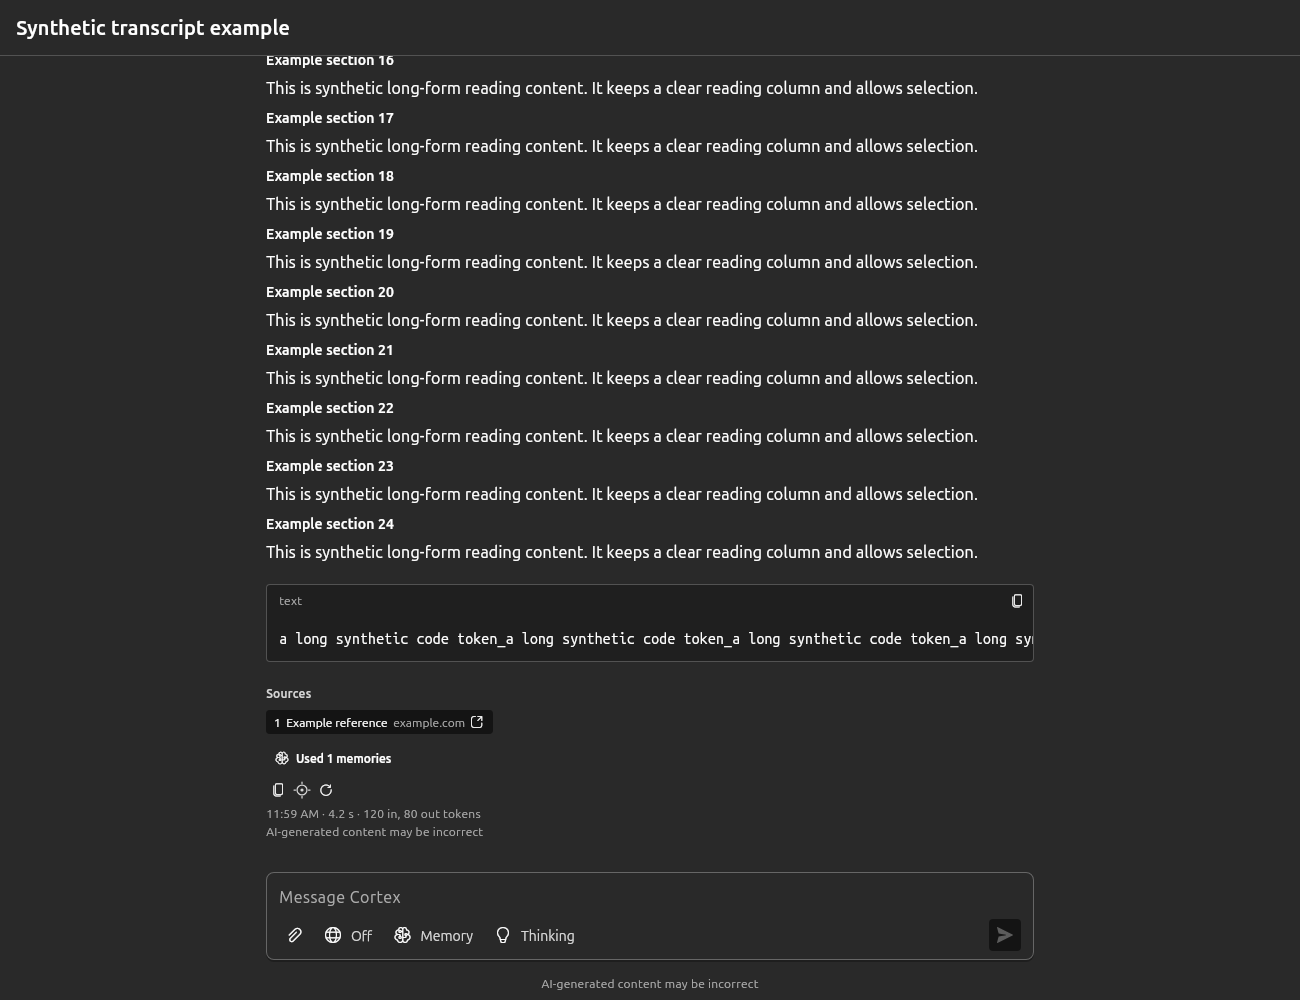 Synthetic transcript example
Example section 16
This is synthetic long-form reading content. It keeps a clear reading column and allows selection.
Example section 17
This is synthetic long-form reading content. It keeps a clear reading column and allows selection.
Example section 18
This is synthetic long-form reading content. It keeps a clear reading column and allows selection.
Example section 19
This is synthetic long-form reading content. It keeps a clear reading column and allows selection.
Example section 20
This is synthetic long-form reading content. It keeps a clear reading column and allows selection.
Example section 21
This is synthetic long-form reading content. It keeps a clear reading column and allows selection.
Example section 22
This is synthetic long-form reading content. It keeps a clear reading column and allows selection.
Example section 23
This is synthetic long-form reading content. It keeps a clear reading column and allows selection.
Example section 24
This is synthetic long-form reading content. It keeps a clear reading column and allows selection.
text
a long synthetic code token_a long synthetic code token_a long synthetic code token_a long
Sources
1 Example reference example.com
Used 1 memories
11:59 AM · 4.2 s · 120 in, 80 out tokens
AI-generated content may be incorrect
Message Cortex
Off Memory Thinking
AI-generated content may be incorrect